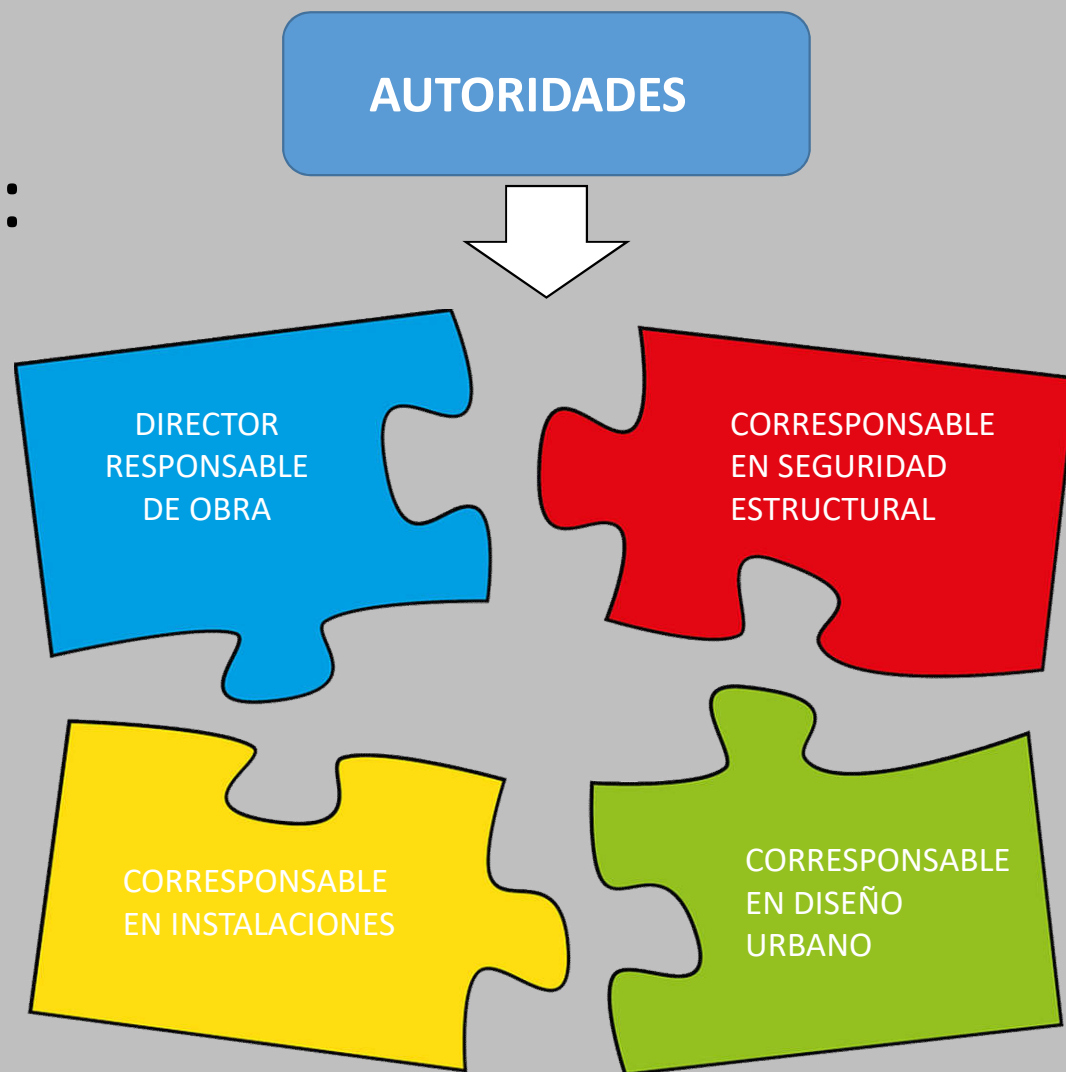 AUTORIDADES
:
DIRECTOR
RESPONSABLE
DE OBRA
CORRESPONSABLE
EN SEGURIDAD
ESTRUCTURAL
CORRESPONSABLE
EN INSTALACIONES
CORRESPONSABLE
EN DISEÑO
URBANO